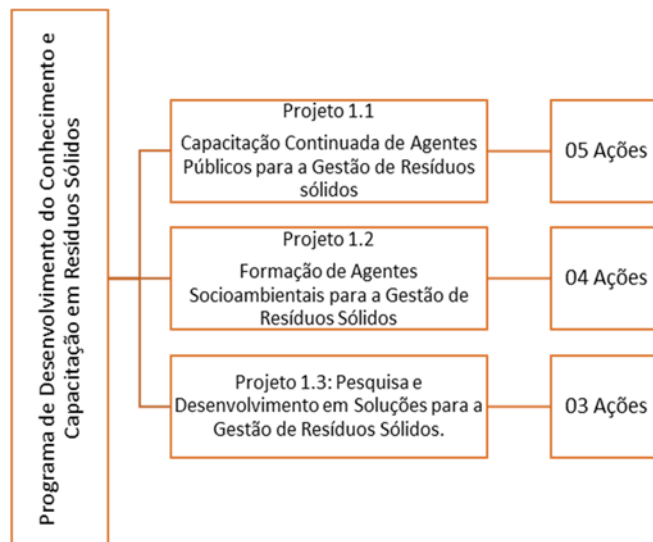 Programa de Desenvolvimento do Conhecimento e
Capacitação em Resíduos Sólidos
Projeto 1.1
Capacitação Continuada de Agentes
Públicos para a Gestão de Resíduos
sólidos
05 Ações
Projeto 1.2
Formação de Agentes
Socioambientais para a Gestão de
Resíduos Sólidos
04 Ações
Projeto 1.3: Pesquisa e
Desenvolvimento em Soluções para a
Gestão de Resíduos Sólidos.
03 Ações